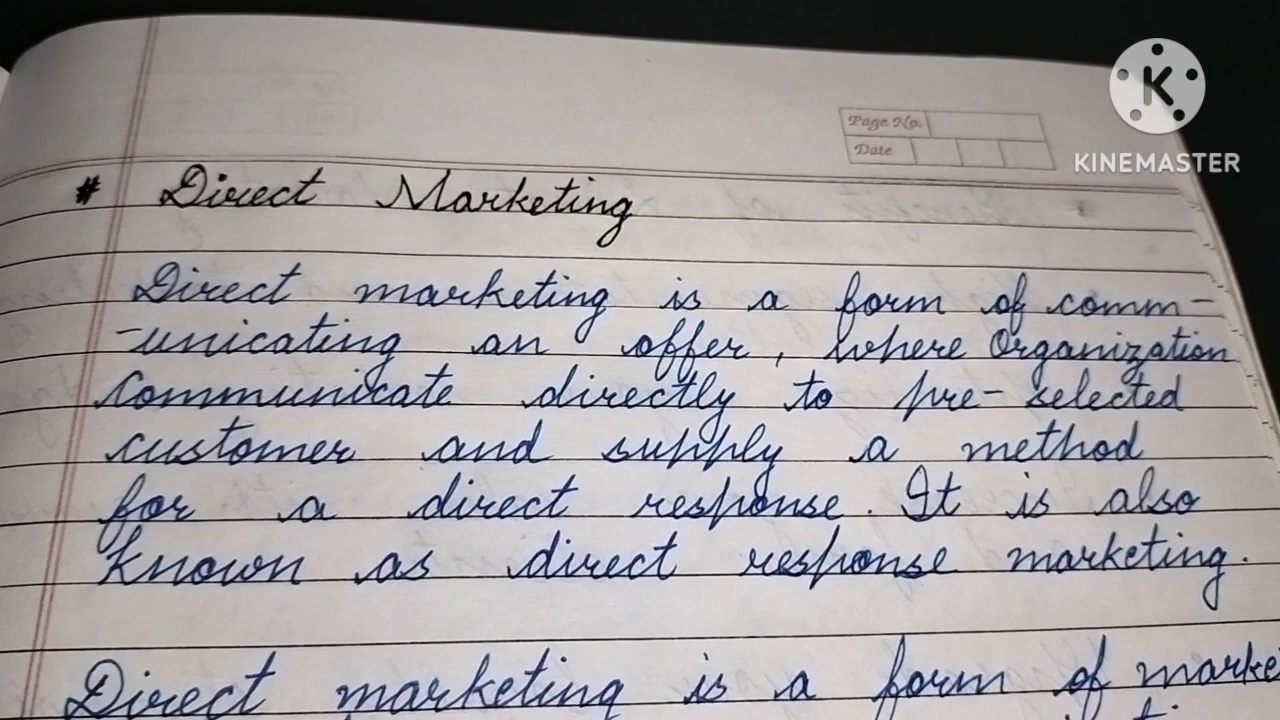 Page No.
Date
KINEMASTER
# Direct Marketing
Direct marketing is a form of comm-
-unicating an offer, where Organization
Communicate directly to pre-selected
customer and supply a method
for a direct response. It is also
known as direct response marketing.
Direct marketing is a form of marke